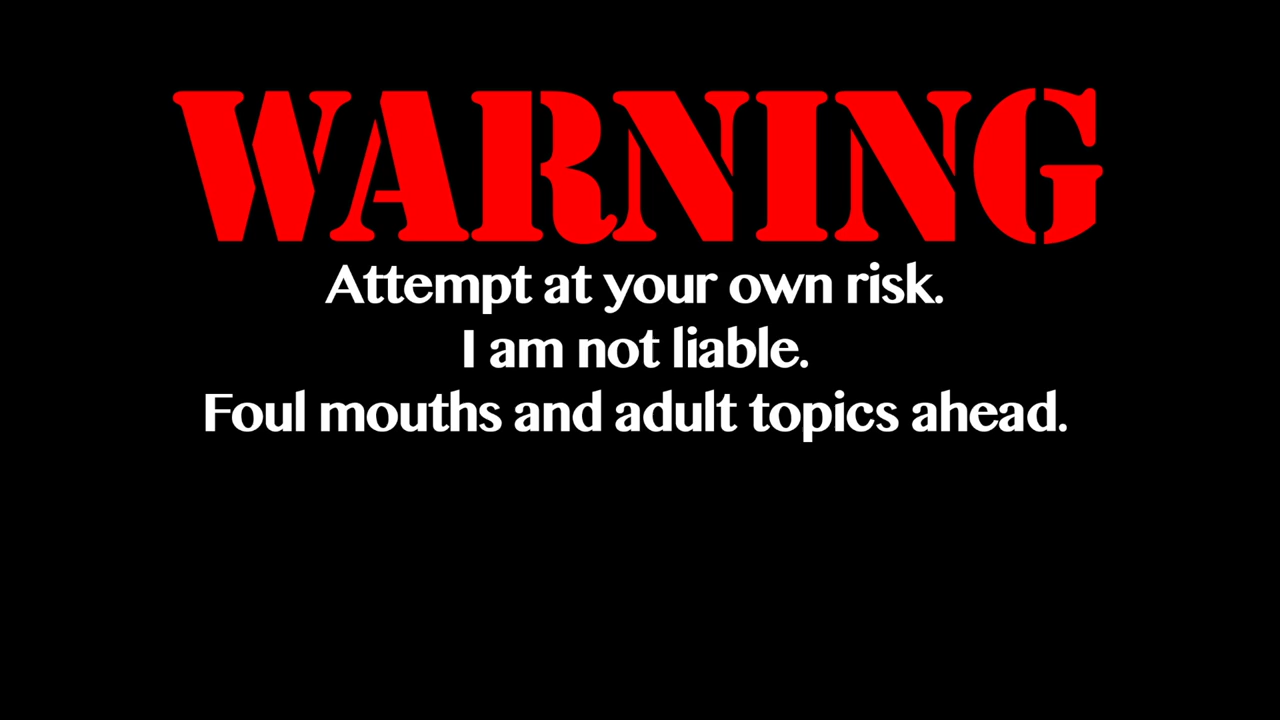 WARNING
Attempt at your own risk.
I am not liable.
Foul mouths and adult topics ahead.